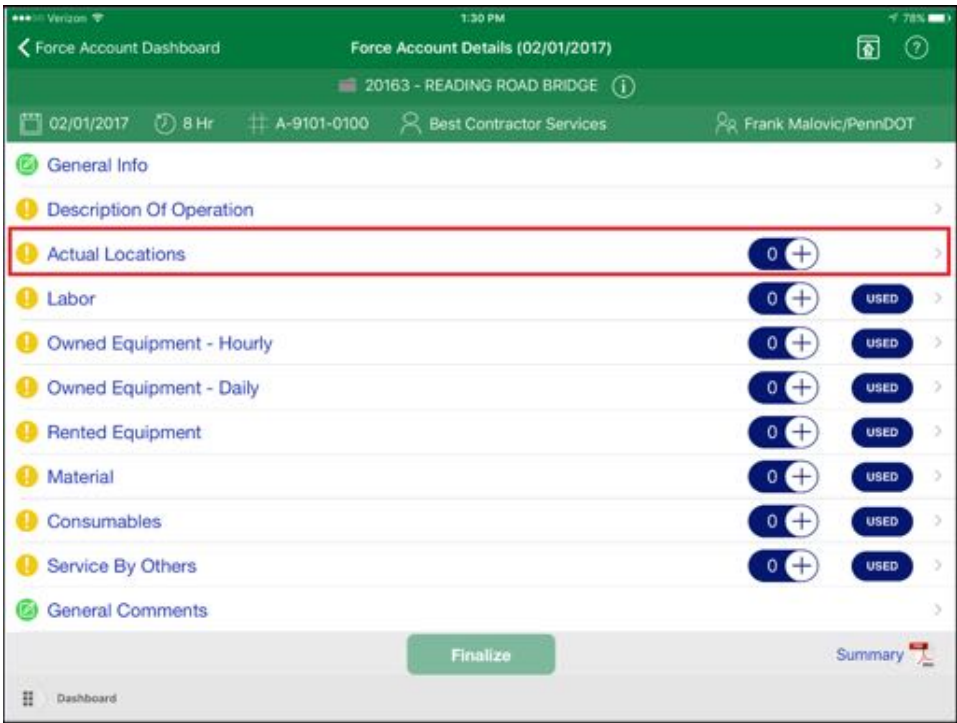 Verizon 1:30 PM 78%
Force Account Dashboard Force Account Details (02/01/2017) ?
20163 - READING ROAD BRIDGE i
02/01/2017 8 Hr A-9101-0100 Best Contractor Services Frank Malovic/PennDOT
General Info
Description Of Operation
Actual Locations 0 +
Labor 0 + USED
Owned Equipment - Hourly 0 + USED
Owned Equipment - Daily 0 + USED
Rented Equipment 0 + USED
Material 0 + USED
Consumables 0 + USED
Service By Others 0 + USED
General Comments
Finalize Summary
Dashboard